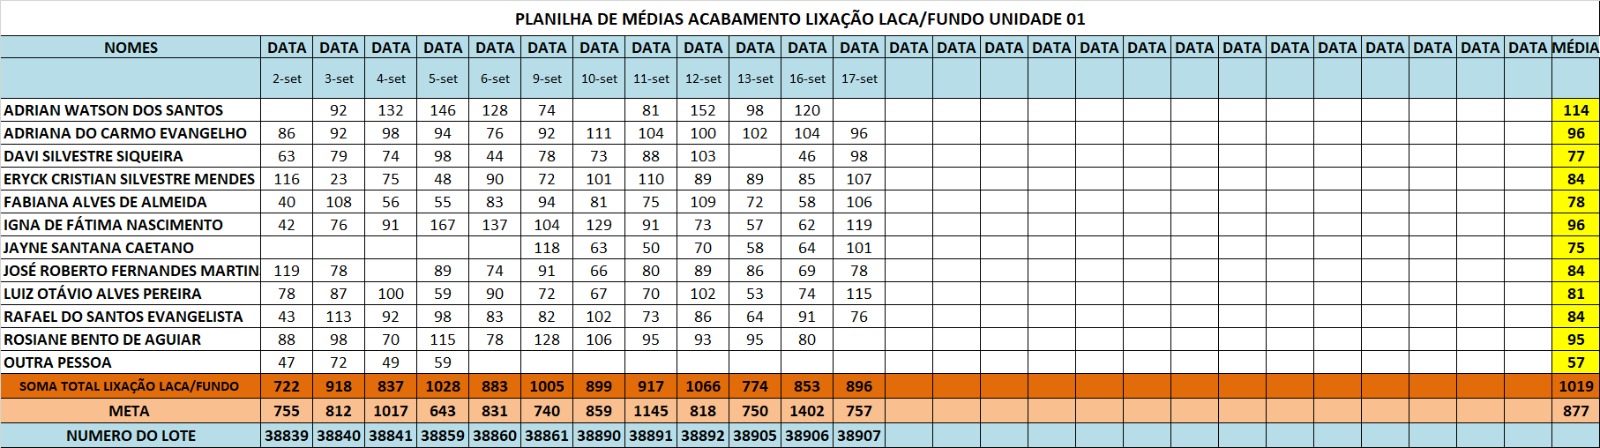 PLANILHA DE MÉDIAS ACABAMENTO LIXAÇÃO LACA/FUNDO UNIDADE 01
NOMES DATA DATA DATA DATA DATA DATA DATA DATA DATA DATA DATA DATA DATA DATA DATA DATA DATA DATA DATA DATA DATA DATA DATA DATA DATA DATA MÉDIA
2-set 3-set 4-set 5-set 6-set 9-set 10-set 11-set 12-set 13-set 16-set 17-set
ADRIAN WATSON DOS SANTOS 92 132 146 128 74 81 152 98 120 114
ADRIANA DO CARMO EVANGELHO 86 92 98 94 76 92 111 104 100 102 104 96 96
DAVI SILVESTRE SIQUEIRA 63 79 74 98 44 78 73 88 103 46 98 77
ERYCK CRISTIAN SILVESTRE MENDES 116 23 75 48 90 72 101 110 89 89 85 107 84
FABIANA ALVES DE ALMEIDA 40 108 56 55 83 94 81 75 109 72 58 106 78
IGNA DE FÁTIMA NASCIMENTO 42 76 91 167 137 104 129 91 73 57 62 119 96
JAYNE SANTANA CAETANO 118 63 50 70 58 64 101 75
JOSÉ ROBERTO FERNANDES MARTIN 119 78 89 74 91 66 80 89 86 69 78 84
LUIZ OTÁVIO ALVES PEREIRA 78 87 100 59 90 72 67 70 102 53 74 115 81
RAFAEL DO SANTOS EVANGELISTA 43 113 92 98 83 82 102 73 86 64 91 76 84
ROSIANE BENTO DE AGUIAR 88 98 70 115 78 128 106 95 93 95 80 95
OUTRA PESSOA 47 72 49 59 57
SOMA TOTAL LIXAÇÃO LACA/FUNDO 722 918 837 1028 883 1005 899 917 1066 774 853 896 1019
META 755 812 1017 643 831 740 859 1145 818 750 1402 757 877
NUMERO DO LOTE 38839 38840 38841 38859 38860 38861 38890 38891 38892 38905 38906 38907